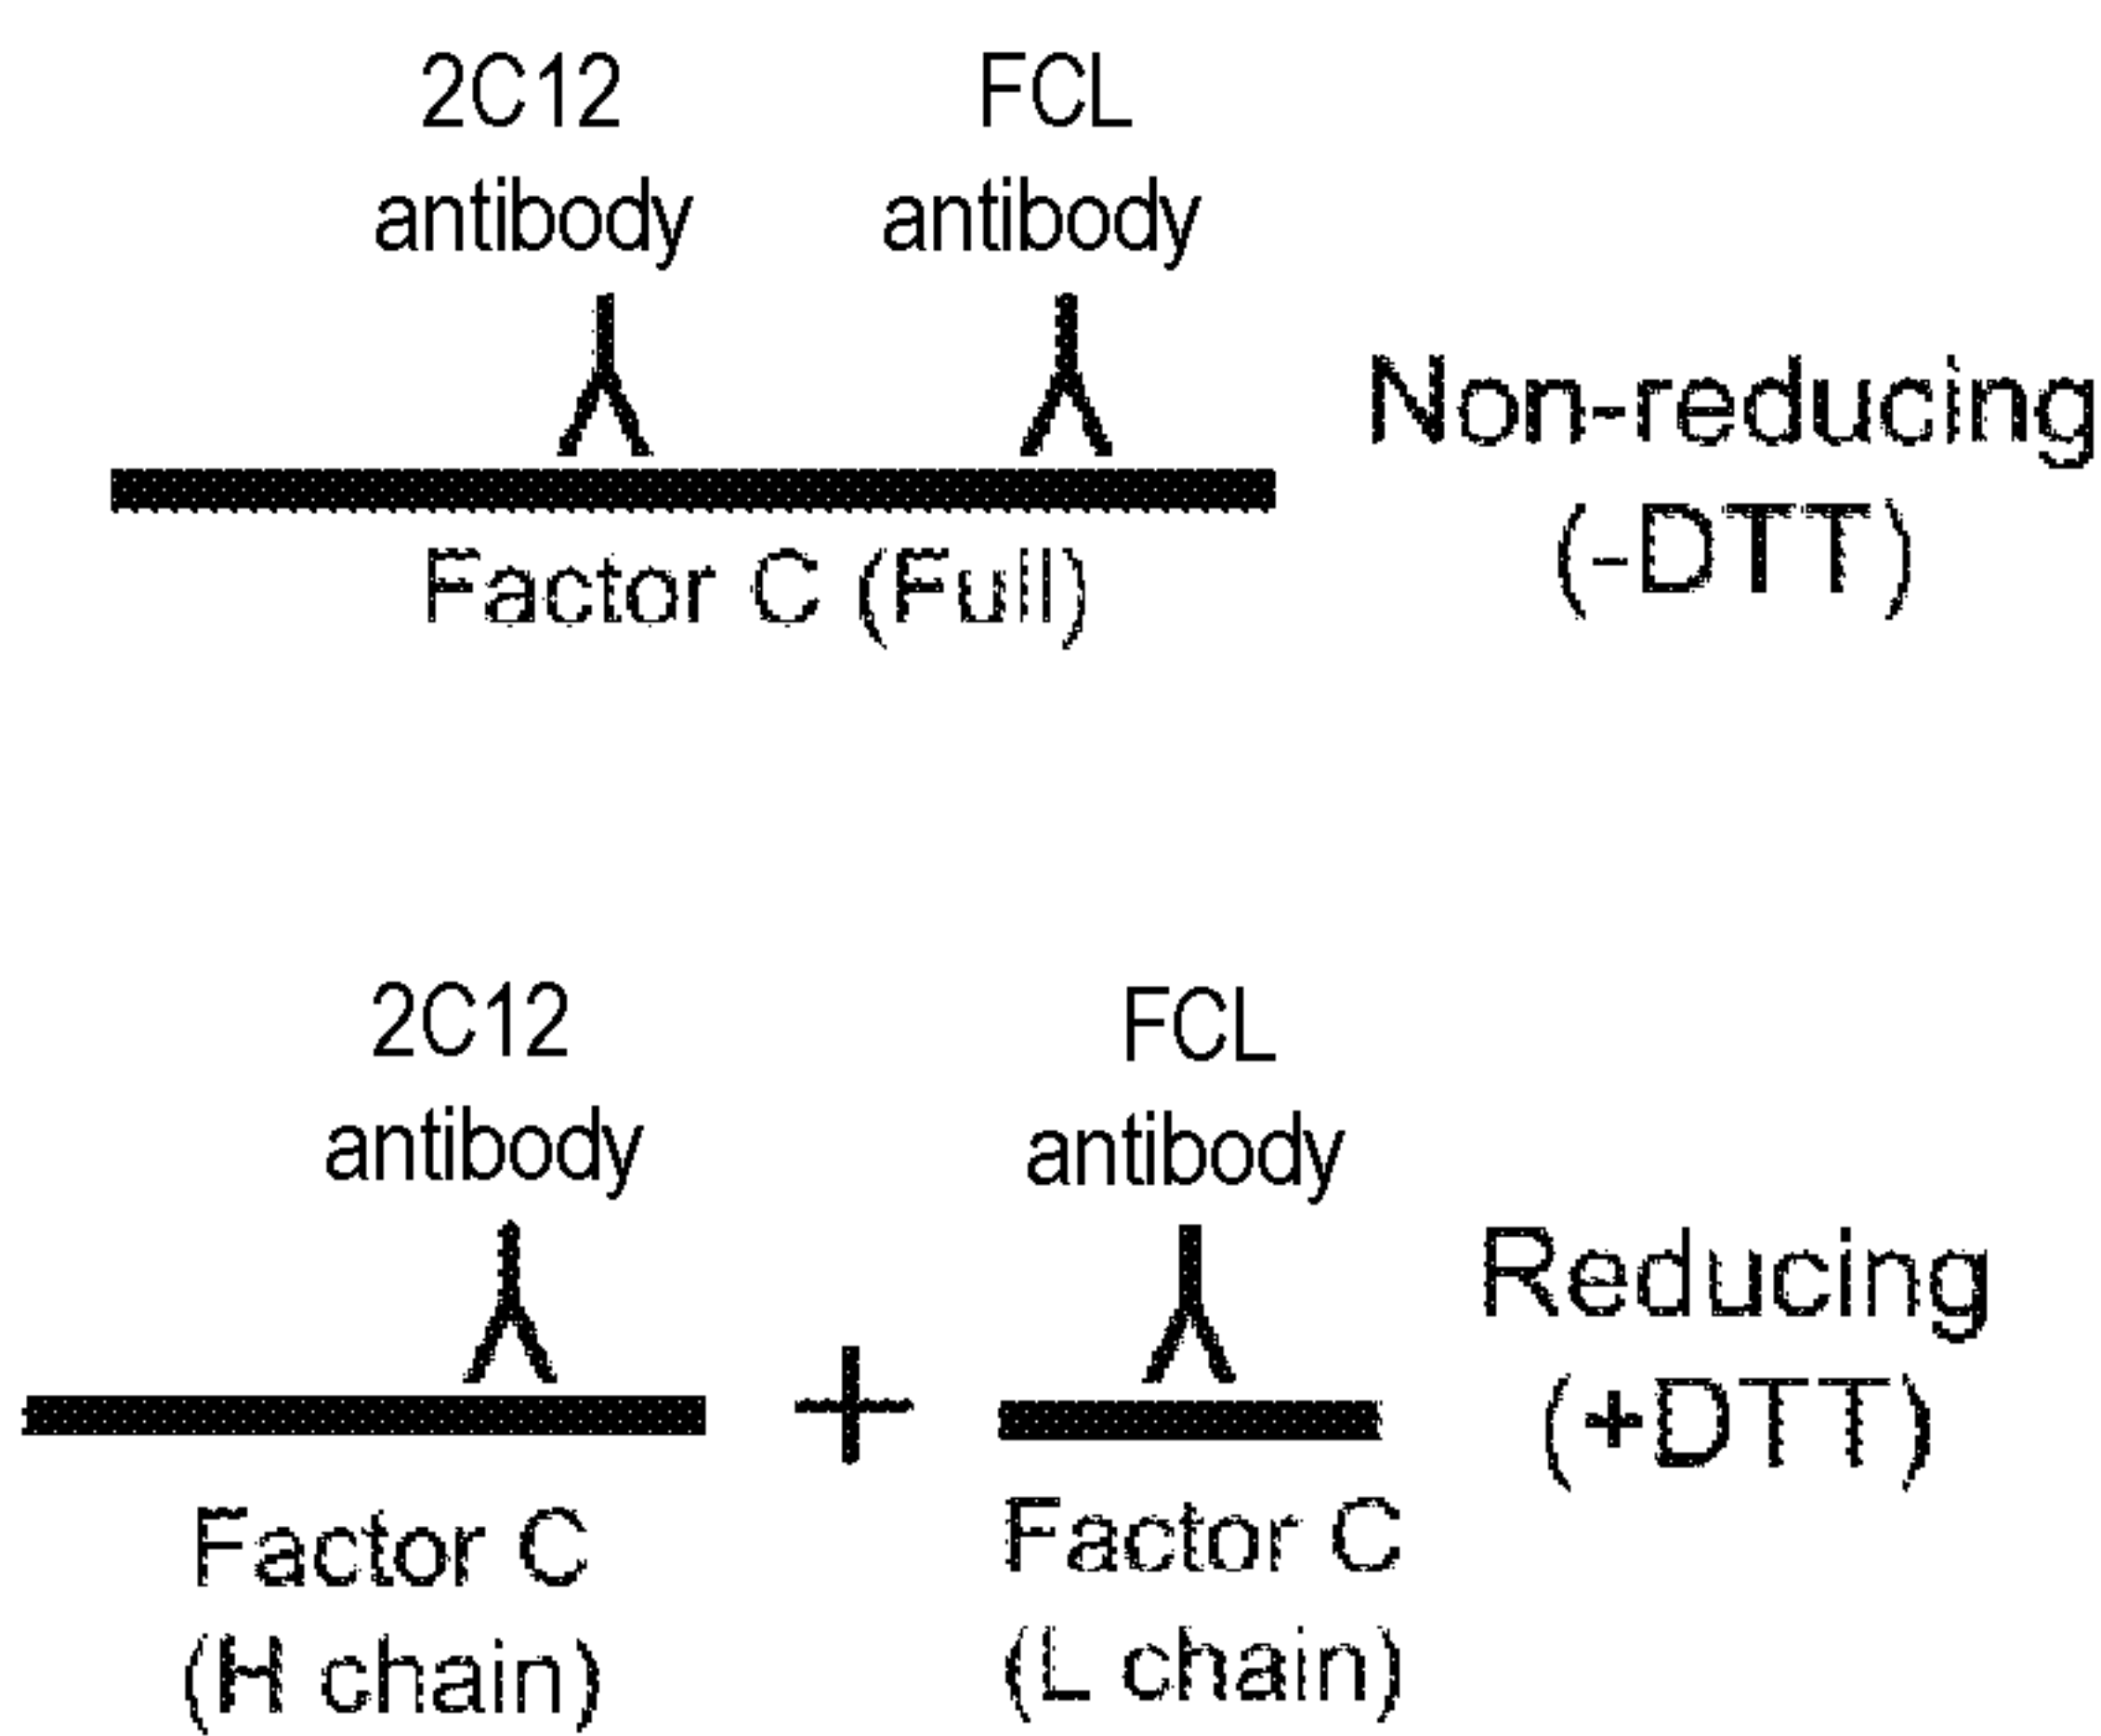 2C12
antibody
FCL
antibody
Non-reducing
(-DTT)
Factor C (Full)
2C12
antibody
FCL
antibody
+
Reducing
(+DTT)
Factor C
(H chain)
Factor C
(L chain)